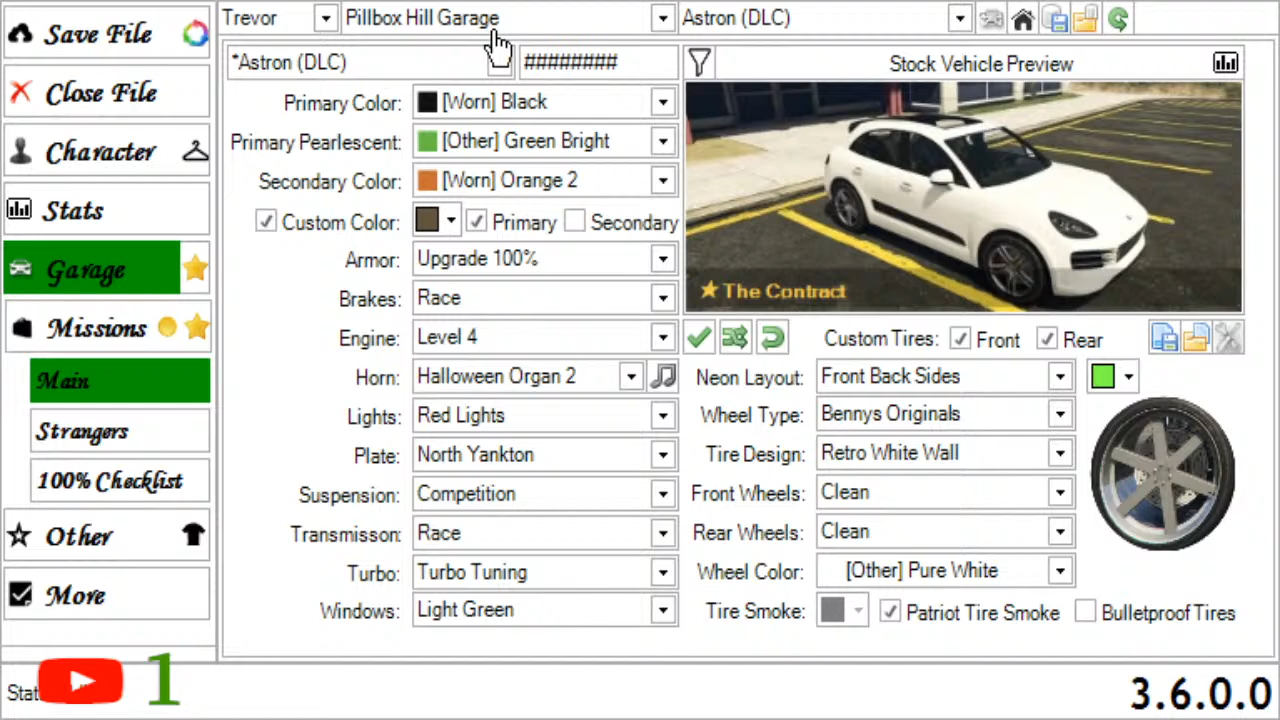 Save File
Close File
Character
Stats
Garage
Missions
Main
Strangers
100% Checklist
Other
More
Trevor
Pillbox Hill Garage
Astron (DLC)
*Astron (DLC)
########
Primary Color: [Worn] Black
Primary Pearlescent: [Other] Green Bright
Secondary Color: [Worn] Orange 2
Custom Color: Primary Secondary
Armor: Upgrade 100%
Brakes: Race
Engine: Level 4
Horn: Halloween Organ 2
Lights: Red Lights
Plate: North Yankton
Suspension: Competition
Transmisson: Race
Turbo: Turbo Tuning
Windows: Light Green
Stock Vehicle Preview
The Contract
Custom Tires: Front Rear
Neon Layout: Front Back Sides
Wheel Type: Bennys Originals
Tire Design: Retro White Wall
Front Wheels: Clean
Rear Wheels: Clean
Wheel Color: [Other] Pure White
Tire Smoke: Patriot Tire Smoke Bulletproof Tires
1
3.6.0.0